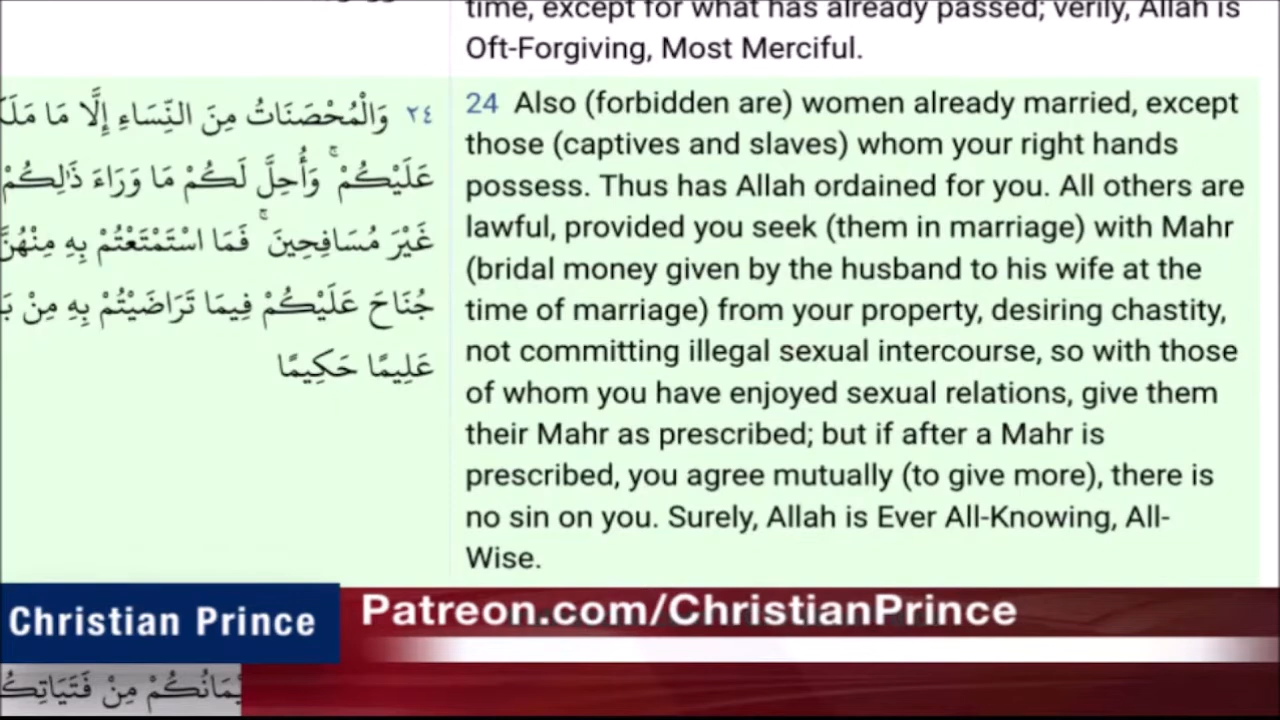 time, except for what has already passed; verily, Allah is
Oft-Forgiving, Most Merciful.
٢٤ وَالْمُحْصَنَاتُ مِنَ النِّسَاءِ إِلَّا مَا
عَلَيْكُمْ ۚ وَأُحِلَّ لَكُمْ مَا وَرَاءَ ذَٰلِكُمْ
غَيْرَ مُسَافِحِينَ ۚ فَمَا اسْتَمْتَعْتُمْ بِهِ مِنْهُنَّ
جُنَاحَ عَلَيْكُمْ فِيمَا تَرَاضَيْتُمْ بِهِ مِنْ
عَلِيمًا حَكِيمًا
24 Also (forbidden are) women already married, except
those (captives and slaves) whom your right hands
possess. Thus has Allah ordained for you. All others are
lawful, provided you seek (them in marriage) with Mahr
(bridal money given by the husband to his wife at the
time of marriage) from your property, desiring chastity,
not committing illegal sexual intercourse, so with those
of whom you have enjoyed sexual relations, give them
their Mahr as prescribed; but if after a Mahr is
prescribed, you agree mutually (to give more), there is
no sin on you. Surely, Allah is Ever All-Knowing, All-
Wise.
Christian Prince
Patreon.com/ChristianPrince
مِنْ